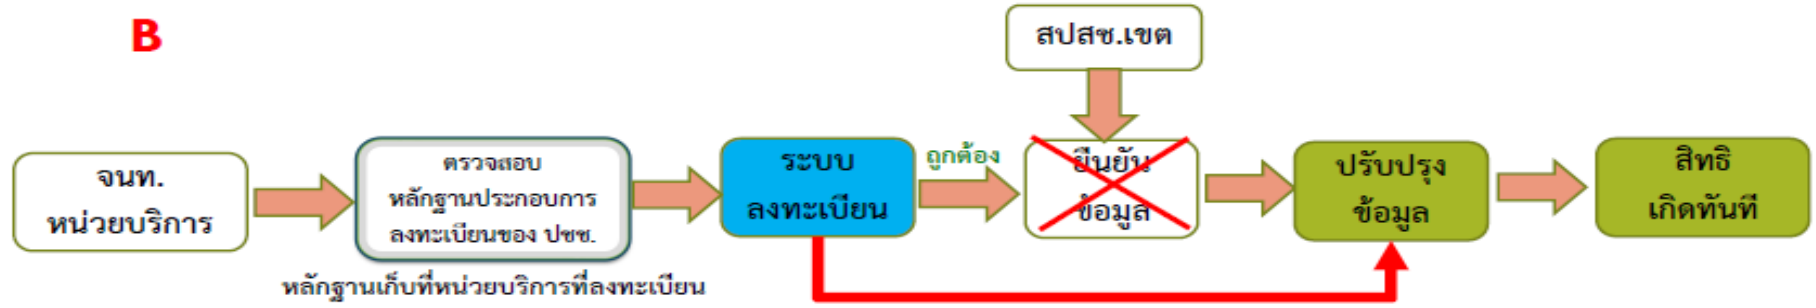 B
สปสช.เขต
จนท.
หน่วยบริการ
ตรวจสอบ
หลักฐานประกอบการ
ลงทะเบียนของ ปชช.
หลักฐานเก็บที่หน่วยบริการที่ลงทะเบียน
ระบบ
ลงทะเบียน
ถูกต้อง
ยืนยัน
ข้อมูล
ปรับปรุง
ข้อมูล
สิทธิ
เกิดทันที